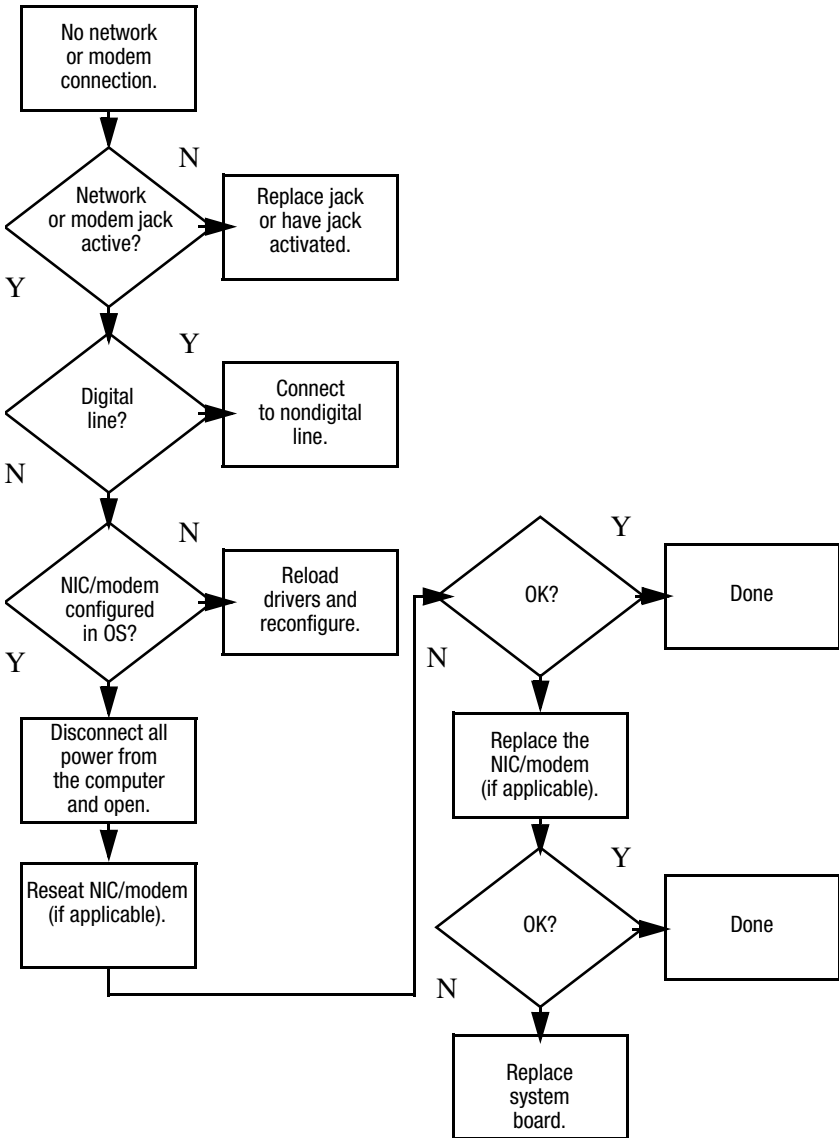 No network
or modem
connection.
N
Network
or modem jack
active?
Replace jack
or have jack
activated.
Y
Y
Digital
line?
Connect
to nondigital
line.
N
N
NIC/modem
configured
in OS?
Reload
drivers and
reconfigure.
Y
Disconnect all
power from
the computer
and open.
Reseat NIC/modem
(if applicable).
Y
OK?
Done
N
Replace the
NIC/modem
(if applicable).
Y
OK?
Done
N
Replace
system
board.